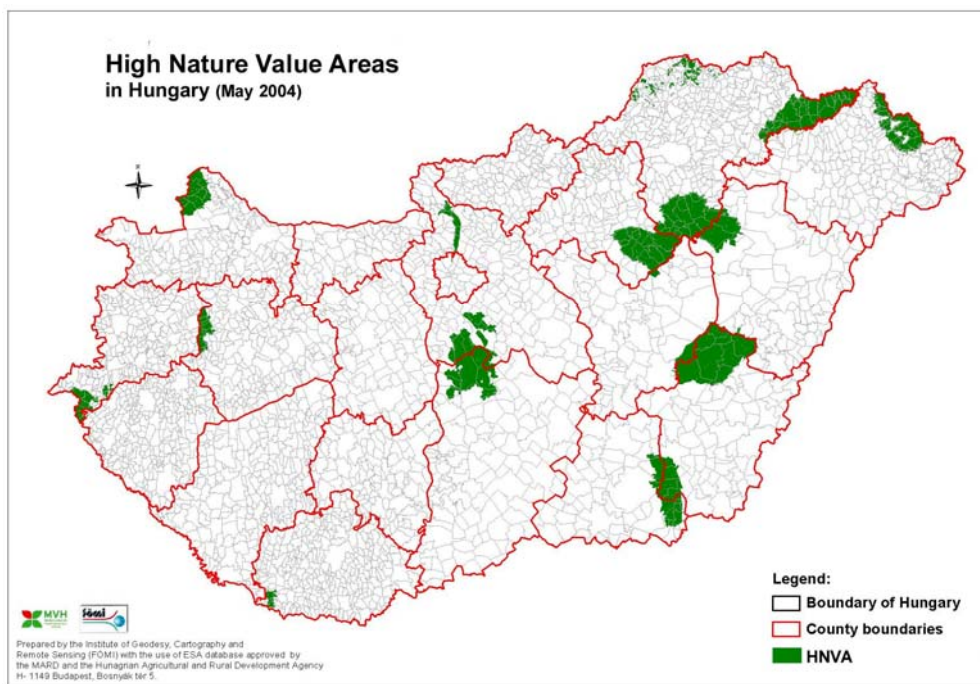 High Nature Value Areas
in Hungary (May 2004)
N
Legend:
Boundary of Hungary
County boundaries
HNVA
MVH
fömi
Prepared by the Institute of Geodesy, Cartography and
Remote Sensing (FÖMI) with the use of ESA database approved by
the MARD and the Hunagrian Agricultural and Rural Development Agency
H- 1149 Budapest, Bosnyák tér 5.